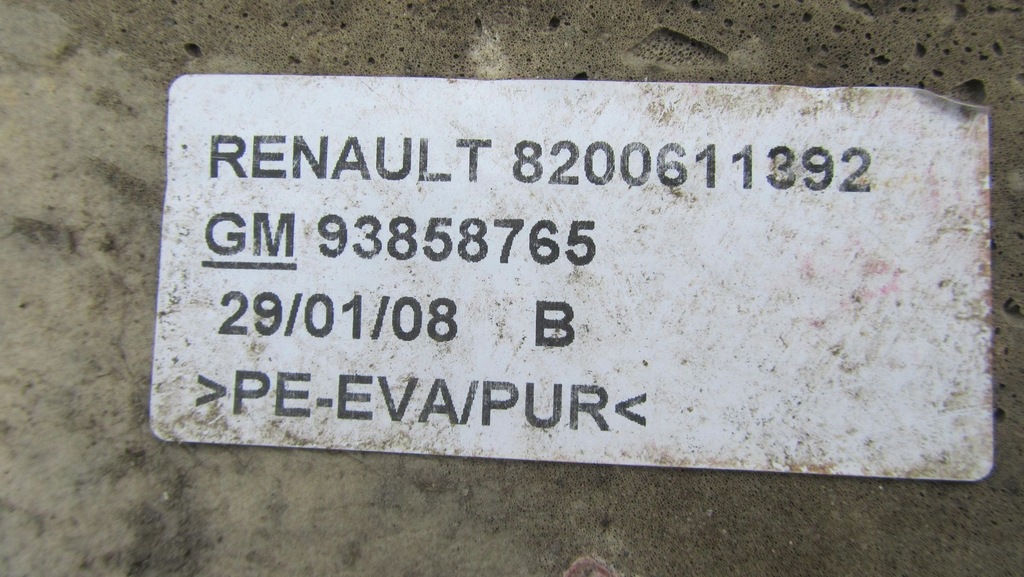 RENAULT 8200611392
GM 93858765
29/01/08 B
>PE-EVA/PUR<